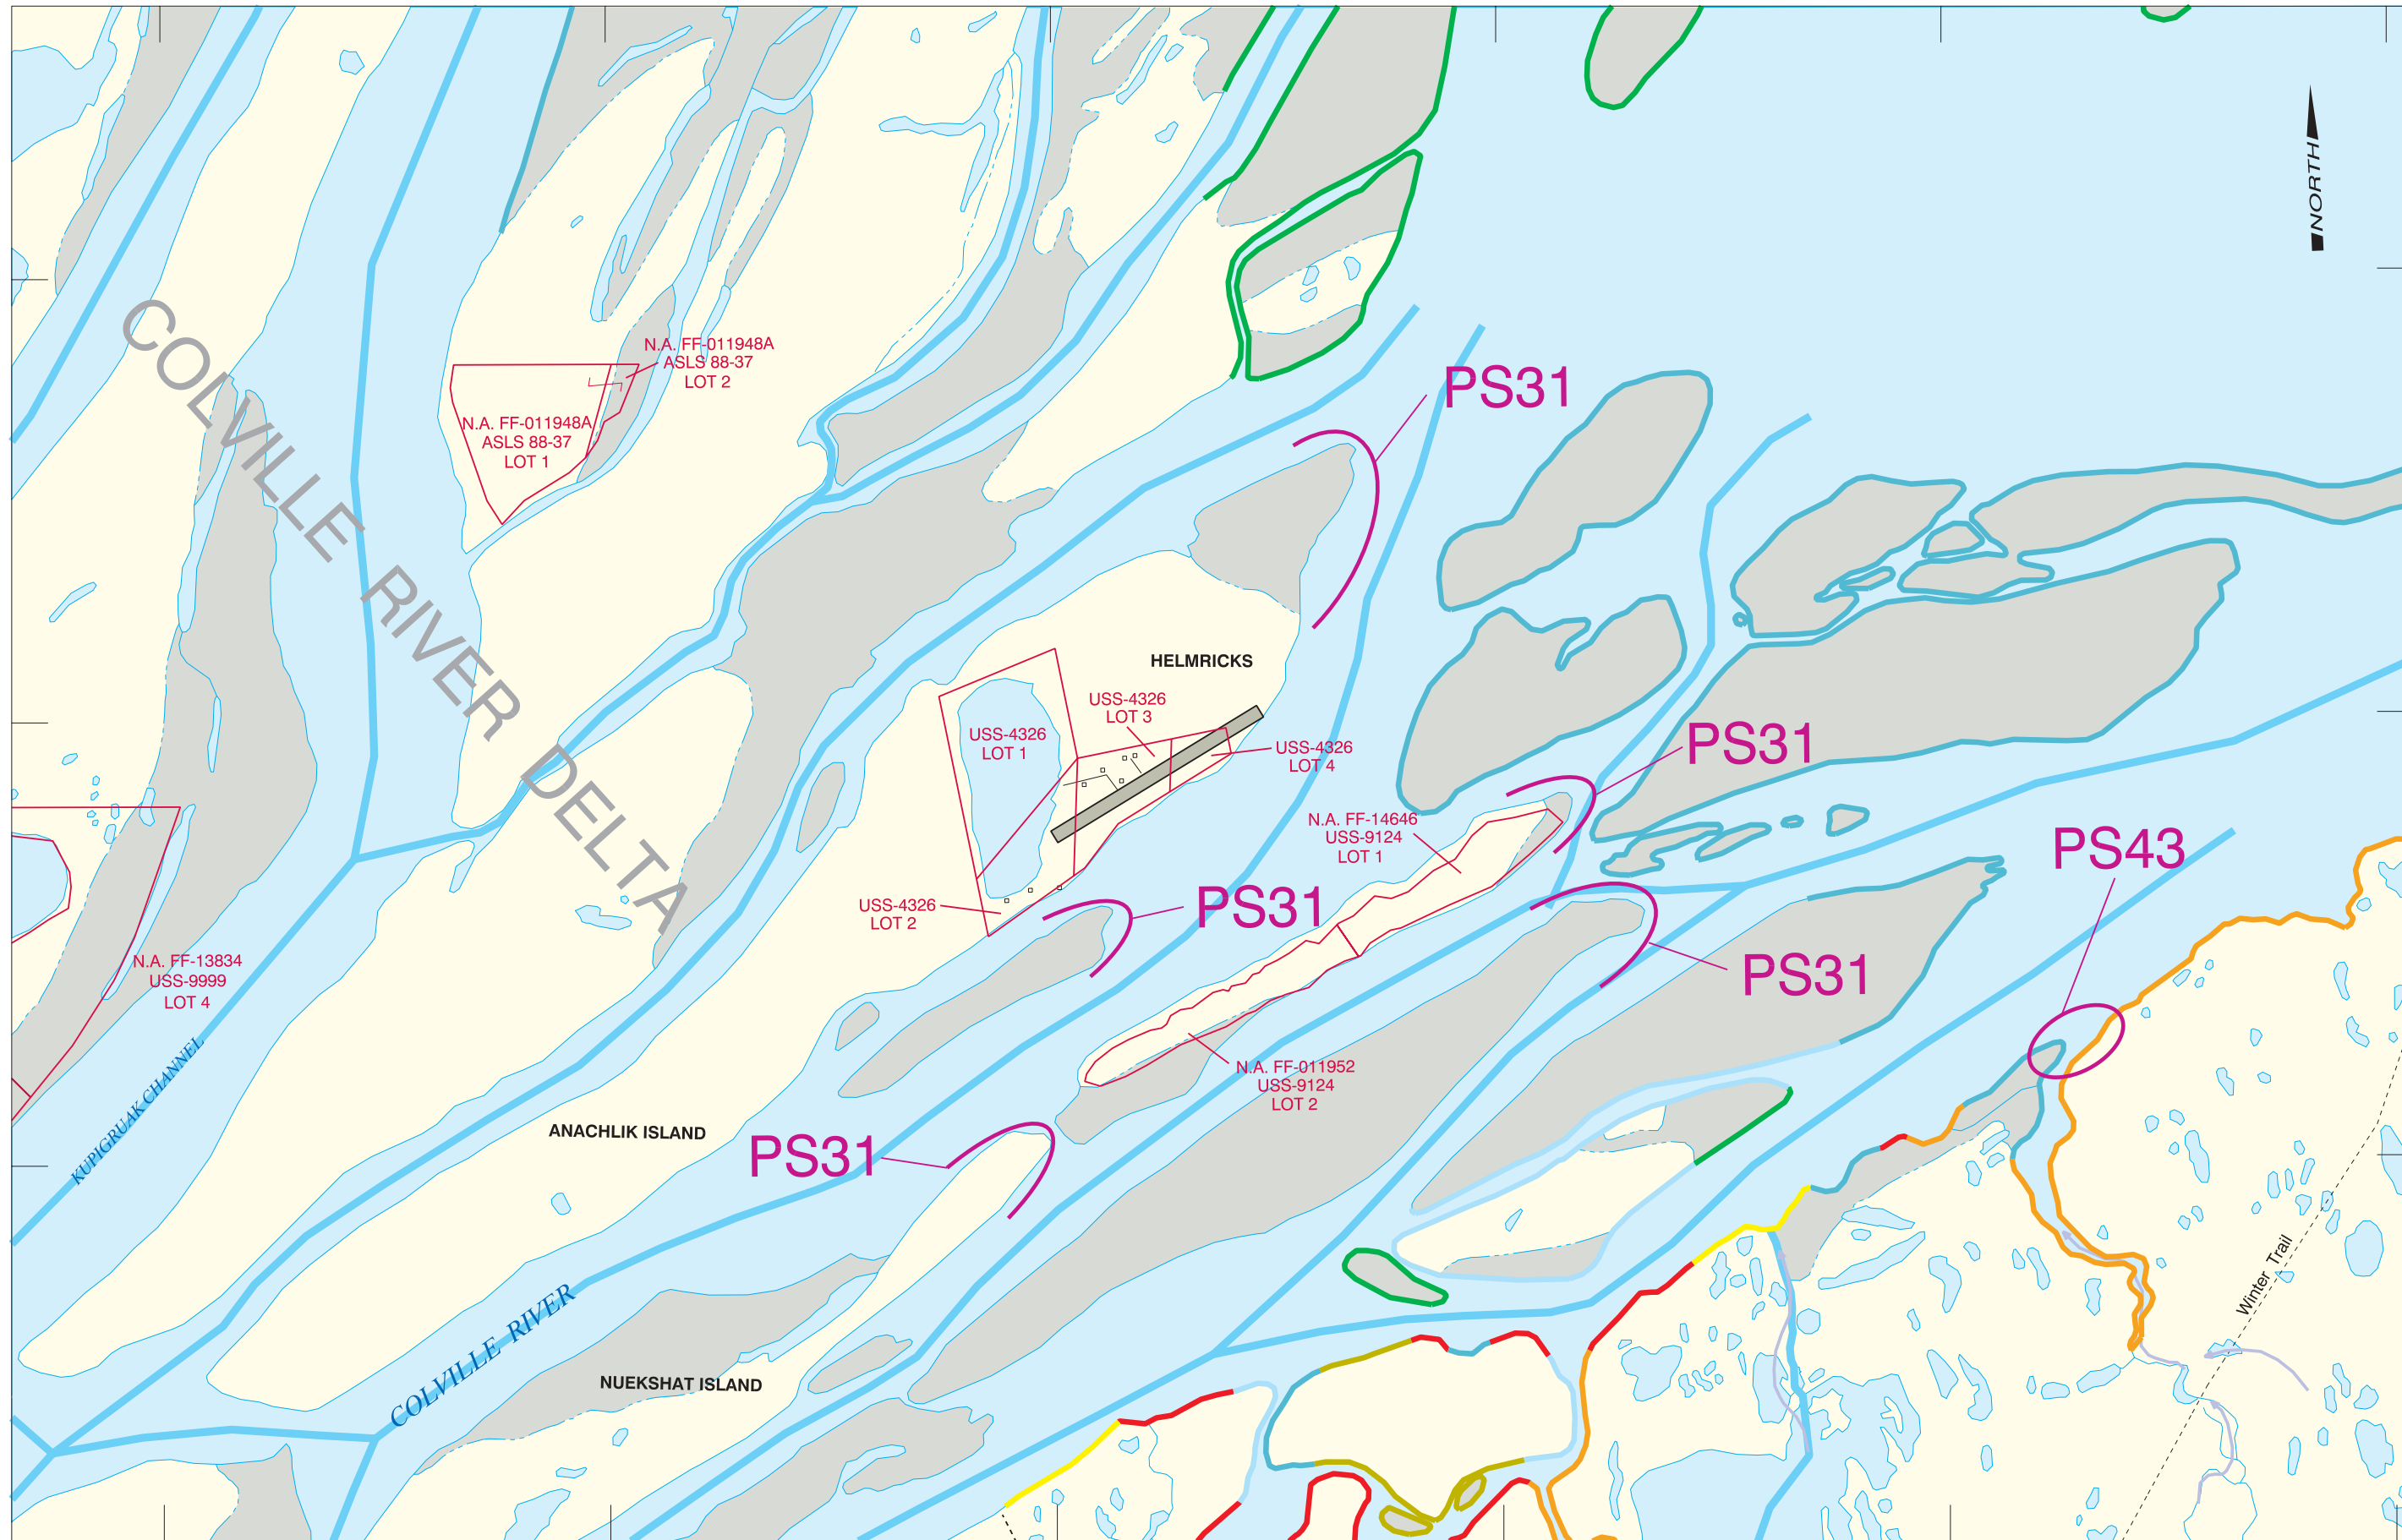 NORTH
COLVILLE RIVER DELTA
N.A. FF-011948A
ASLS 88-37
LOT 2
N.A. FF-011948A
ASLS 88-37
LOT 1
PS31
HELMRICKS
USS-4326
LOT 3
USS-4326
LOT 1
USS-4326
LOT 4
PS31
N.A. FF-14646
USS-9124
LOT 1
PS43
USS-4326
LOT 2
PS31
PS31
N.A. FF-13834
USS-9999
LOT 4
KUPIGRUAK CHANNEL
N.A. FF-011952
USS-9124
LOT 2
ANACHLIK ISLAND
PS31
Winter Trail
COLVILLE RIVER
NUEKSHAT ISLAND